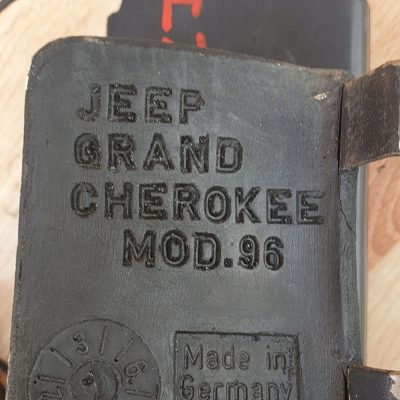 JEEP
GRAND
CHEROKEE
MOD.96
Made in
Germany